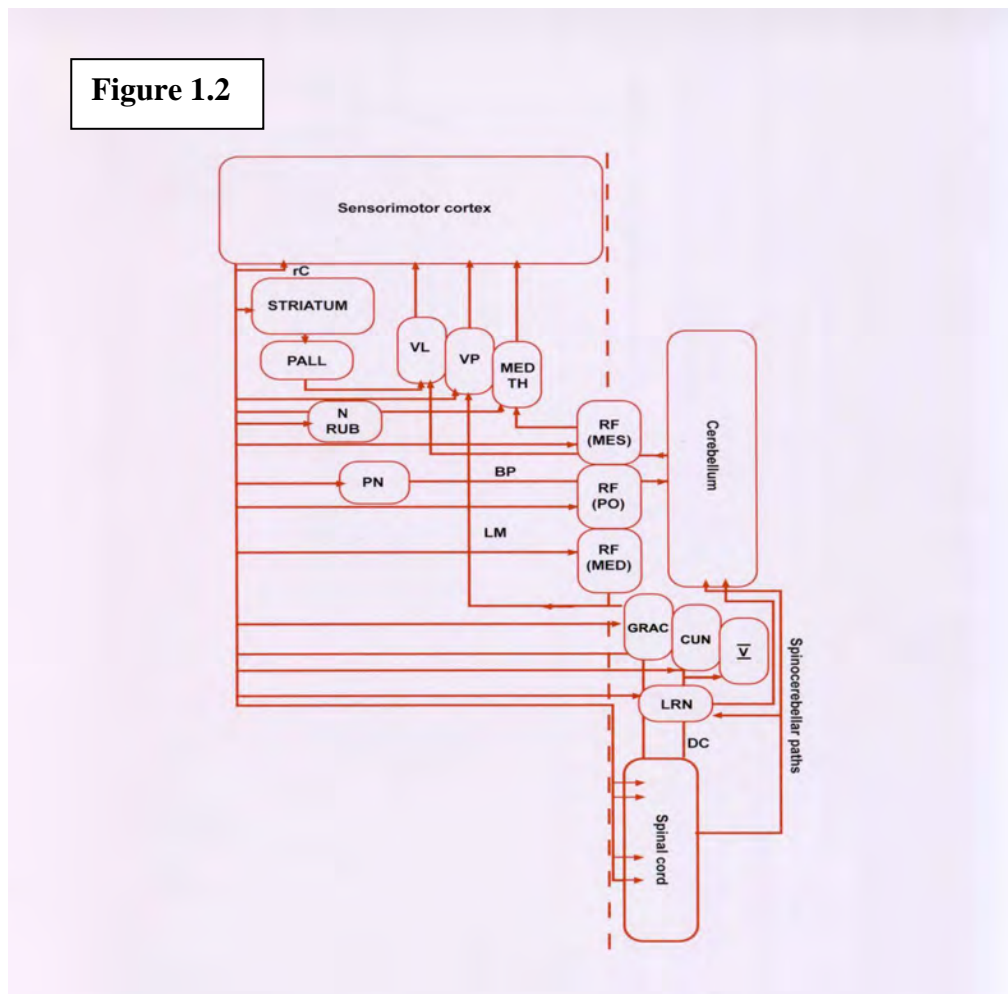 Figure 1.2
Sensorimotor cortex
rC
STRIATUM
PALL
VL
VP
MED
TH
N
RUB
RF
(MES)
Cerebellum
PN
BP
RF
(PO)
LM
RF
(MED)
GRAC
CUN
V
LRN
DC
Spinocerebellar paths
Spinal cord